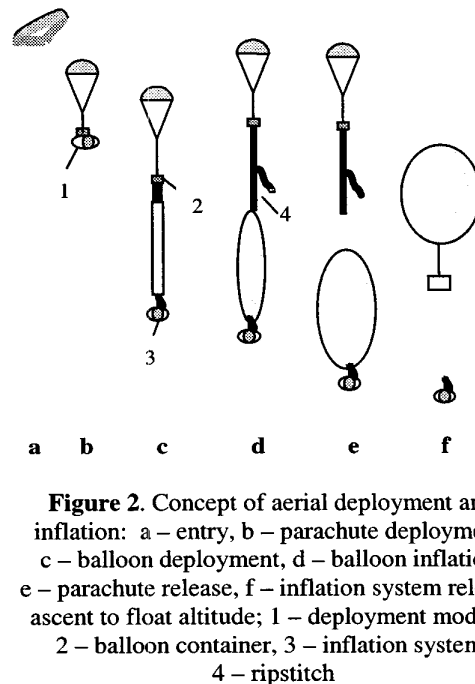 1
2
4
3
a b c d e f
Figure 2. Concept of aerial deployment an
inflation: a – entry, b – parachute deployme
c – balloon deployment, d – balloon inflatio
e – parachute release, f – inflation system rel
ascent to float altitude; 1 – deployment mod
2 – balloon container, 3 – inflation system
4 – ripstitch